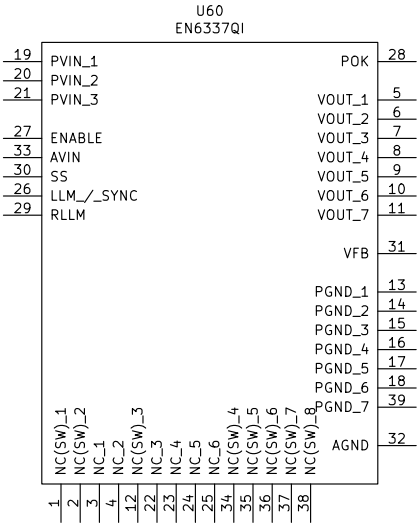 U60
EN6337QI
19 PVIN_1 POK 28
20 PVIN_2
21 PVIN_3 VOUT_1 5
VOUT_2 6
27 ENABLE VOUT_3 7
33 AVIN VOUT_4 8
30 SS VOUT_5 9
26 LLM_/_SYNC VOUT_6 10
29 RLLM VOUT_7 11
VFB 31
PGND_1 13
PGND_2 14
PGND_3 15
PGND_4 16
PGND_5 17
PGND_6 18
PGND_7 39
AGND 32
NC(SW)_1 1
NC(SW)_2 2
NC_1 3
NC_2 4
NC(SW)_3 12
NC_3 22
NC_4 23
NC_5 24
NC_6 25
NC(SW)_4 34
NC(SW)_5 35
NC(SW)_6 36
NC(SW)_7 37
NC(SW)_8 38